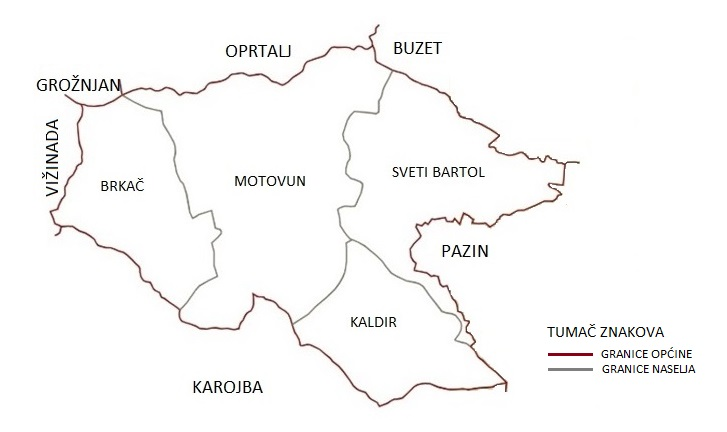 OPRTALJ
BUZET
GROŽNJAN
VIŽINADA
BRKAČ
MOTOVUN
SVETI BARTOL
PAZIN
KALDIR
KAROJBA
TUMAČ ZNAKOVA
GRANICE OPĆINE
GRANICE NASELJA